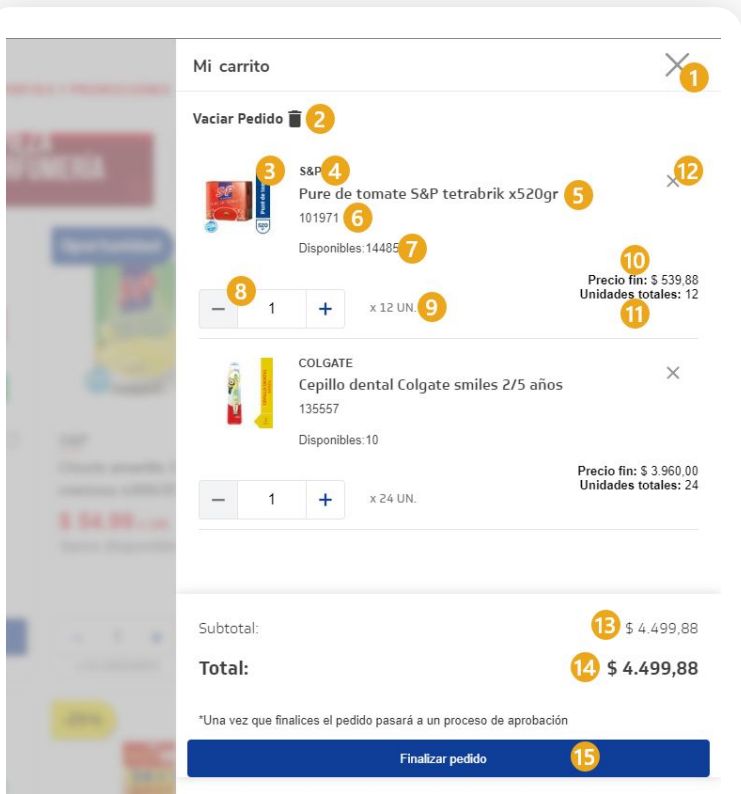 Mi carrito
1
Vaciar Pedido 2
3 S&P 4 12
Pure de tomate S&P tetrabrik x520gr 5
101971 6
Disponibles:14485 7
10
Precio fin: $ 539,88
Unidades totales: 12
11
8
− 1 + x 12 UN. 9
COLGATE
Cepillo dental Colgate smiles 2/5 años
135557
Disponibles:10
Precio fin: $ 3.960,00
Unidades totales: 24
− 1 + x 24 UN.
Subtotal: 13 $ 4.499,88
Total: 14 $ 4.499,88
*Una vez que finalices el pedido pasará a un proceso de aprobación
Finalizar pedido 15